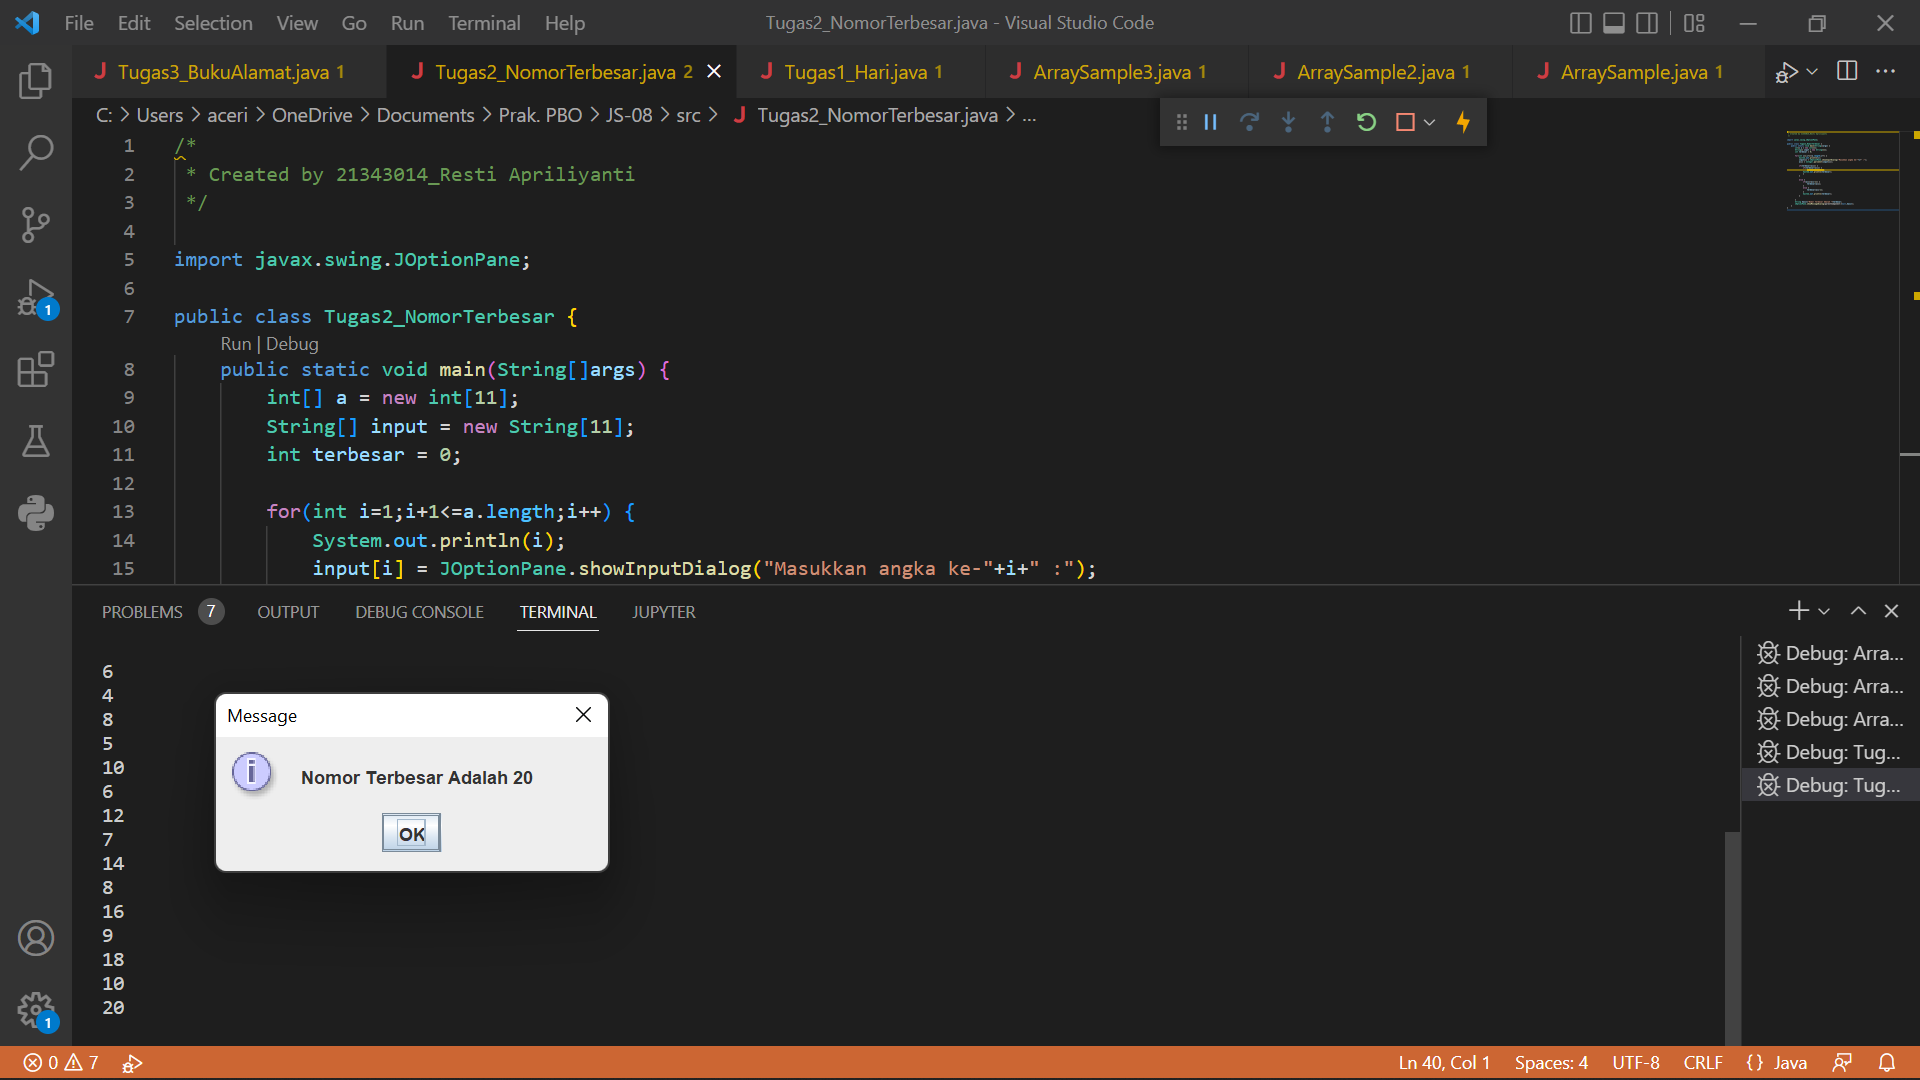 File Edit Selection View Go Run Terminal Help
Tugas2_NomorTerbesar.java - Visual Studio Code
Tugas3_BukuAlamat.java 1
Tugas2_NomorTerbesar.java 2
Tugas1_Hari.java 1
ArraySample3.java 1
ArraySample2.java 1
ArraySample.java 1
C: > Users > aceri > OneDrive > Documents > Prak. PBO > JS-08 > src > Tugas2_NomorTerbesar.java > ...
1 /*
2 * Created by 21343014_Resti Apriliyanti
3 */
4
5 import javax.swing.JOptionPane;
6
7 public class Tugas2_NomorTerbesar {
Run | Debug
8 public static void main(String[]args) {
9 int[] a = new int[11];
10 String[] input = new String[11];
11 int terbesar = 0;
12
13 for(int i=1;i+1<=a.length;i++) {
14 System.out.println(i);
15 input[i] = JOptionPane.showInputDialog("Masukkan angka ke-"+i+" :");
1
PROBLEMS 7 OUTPUT DEBUG CONSOLE TERMINAL JUPYTER
6
4
8
5
10
6
12
7
14
8
16
9
18
10
20
Message
Nomor Terbesar Adalah 20
OK
Debug: Arra...
Debug: Arra...
Debug: Arra...
Debug: Tug...
Debug: Tug...
1
0 7
Ln 40, Col 1 Spaces: 4 UTF-8 CRLF {} Java